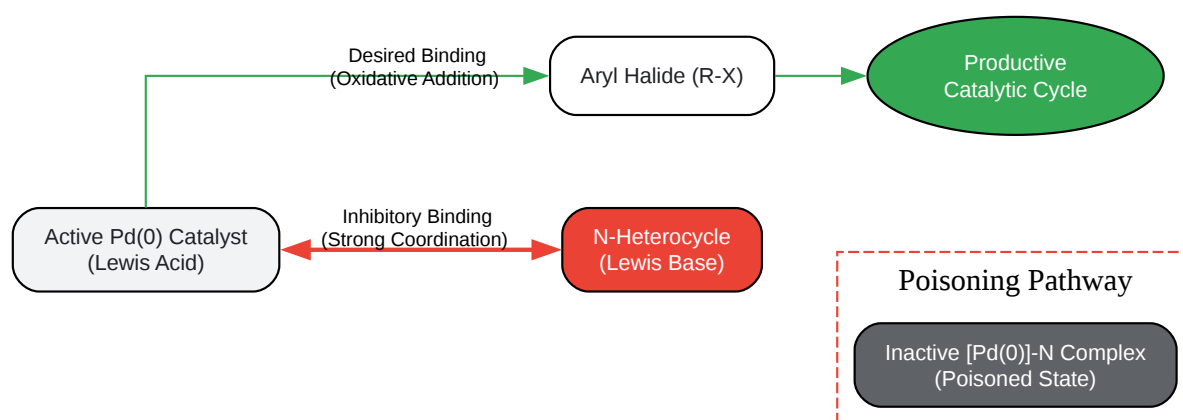 Desired Binding
(Oxidative Addition)
Aryl Halide (R-X)
Productive
Catalytic Cycle
Active Pd(0) Catalyst
(Lewis Acid)
Inhibitory Binding
(Strong Coordination)
N-Heterocycle
(Lewis Base)
Poisoning Pathway
Inactive [Pd(0)]-N Complex
(Poisoned State)